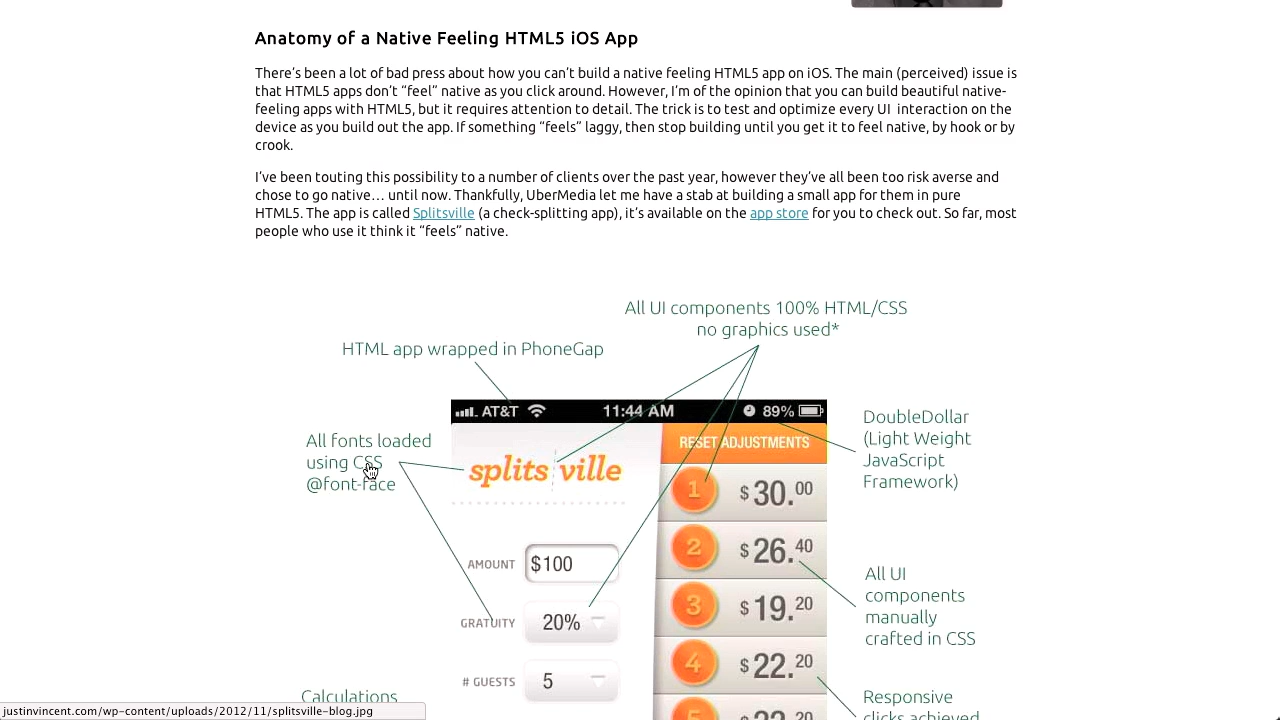 Anatomy of a Native Feeling HTML5 iOS App
There's been a lot of bad press about how you can't build a native feeling HTML5 app on iOS. The main (perceived) issue is
that HTML5 apps don't “feel” native as you click around. However, I'm of the opinion that you can build beautiful native-
feeling apps with HTML5, but it requires attention to detail. The trick is to test and optimize every UI interaction on the
device as you build out the app. If something “feels” laggy, then stop building until you get it to feel native, by hook or by
crook.
I've been touting this possibility to a number of clients over the past year, however they've all been too risk averse and
chose to go native… until now. Thankfully, UberMedia let me have a stab at building a small app for them in pure
HTML5. The app is called Splitsville (a check-splitting app), it's available on the app store for you to check out. So far, most
people who use it think it “feels” native.
All UI components 100% HTML/CSS
no graphics used*
HTML app wrapped in PhoneGap
AT&T 11:44 AM 89%
All fonts loaded
using CSS
@font-face
splits ville
RESET ADJUSTMENTS
DoubleDollar
(Light Weight
JavaScript
Framework)
1 $30.00
2 $26.40
AMOUNT $100
3 $19.20
GRATUITY 20%
All UI
components
manually
crafted in CSS
4 $22.20
# GUESTS 5
Calculations
Responsive
clicks achieved
justinvincent.com/wp-content/uploads/2012/11/splitsville-blog.jpg